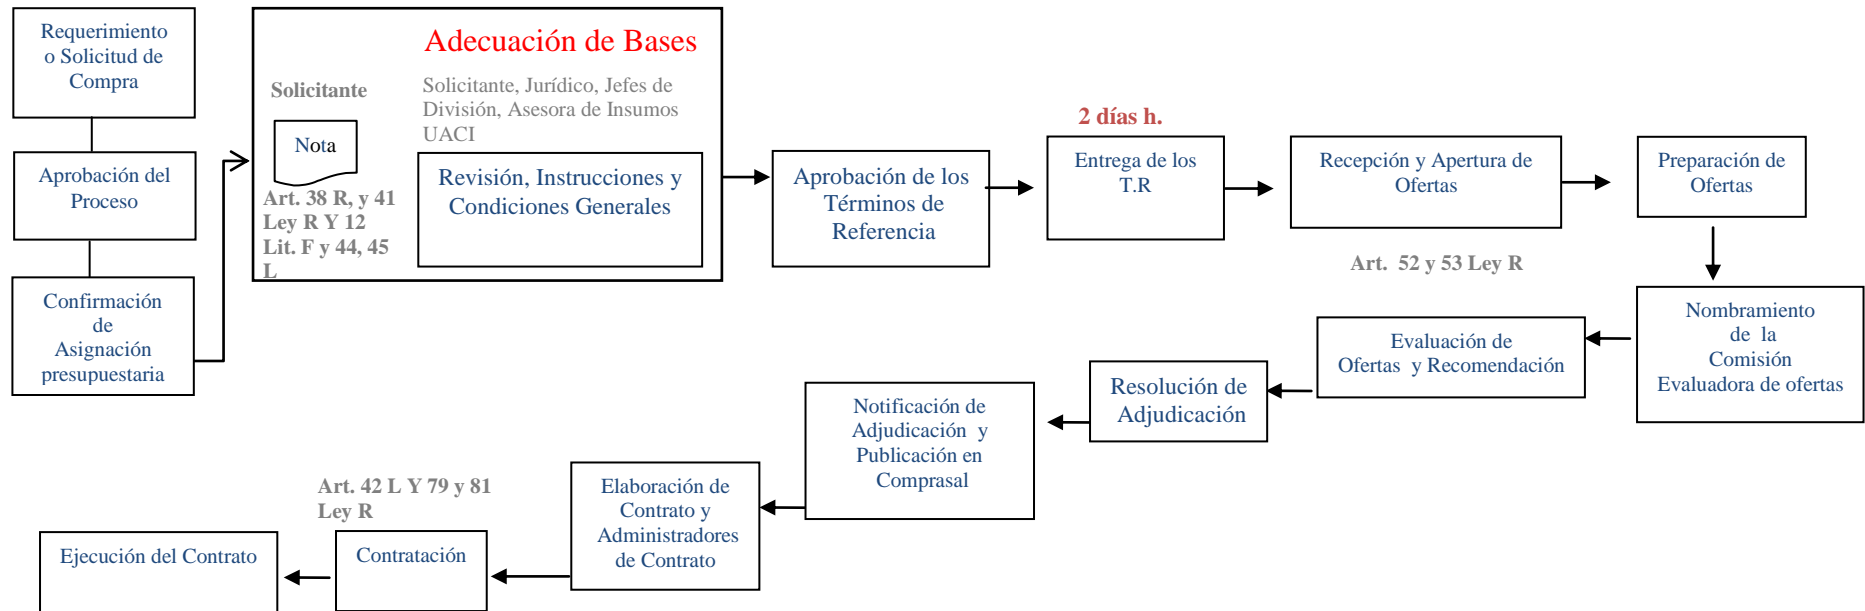 Requerimiento
o Solicitud de
Compra
Aprobación del
Proceso
Confirmación
de
Asignación
presupuestaria
Adecuación de Bases
Solicitante
Solicitante, Jurídico, Jefes de
División, Asesora de Insumos
UACI
Nota
Art. 38 R, y 41
Ley R Y 12
Lit. F y 44, 45
L
Revisión, Instrucciones y
Condiciones Generales
Aprobación de los
Términos de
Referencia
2 días h.
Entrega de los
T.R
Recepción y Apertura de
Ofertas
Art. 52 y 53 Ley R
Preparación de
Ofertas
Nombramiento
de la
Comisión
Evaluadora de ofertas
Evaluación de
Ofertas y Recomendación
Resolución de
Adjudicación
Notificación de
Adjudicación y
Publicación en
Comprasal
Elaboración de
Contrato y
Administradores
de Contrato
Art. 42 L Y 79 y 81
Ley R
Contratación
Ejecución del Contrato